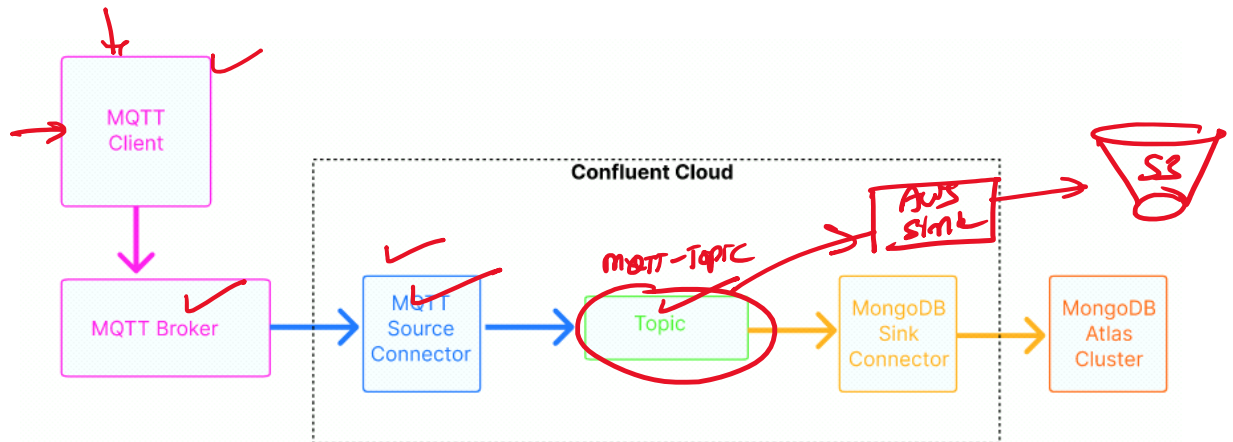 MQTT
Client
Confluent Cloud
S3
AWS
Sink
MQTT-TOPIC
MQTT Broker
MQTT
Source
Connector
Topic
MongoDB
Sink
Connector
MongoDB
Atlas
Cluster